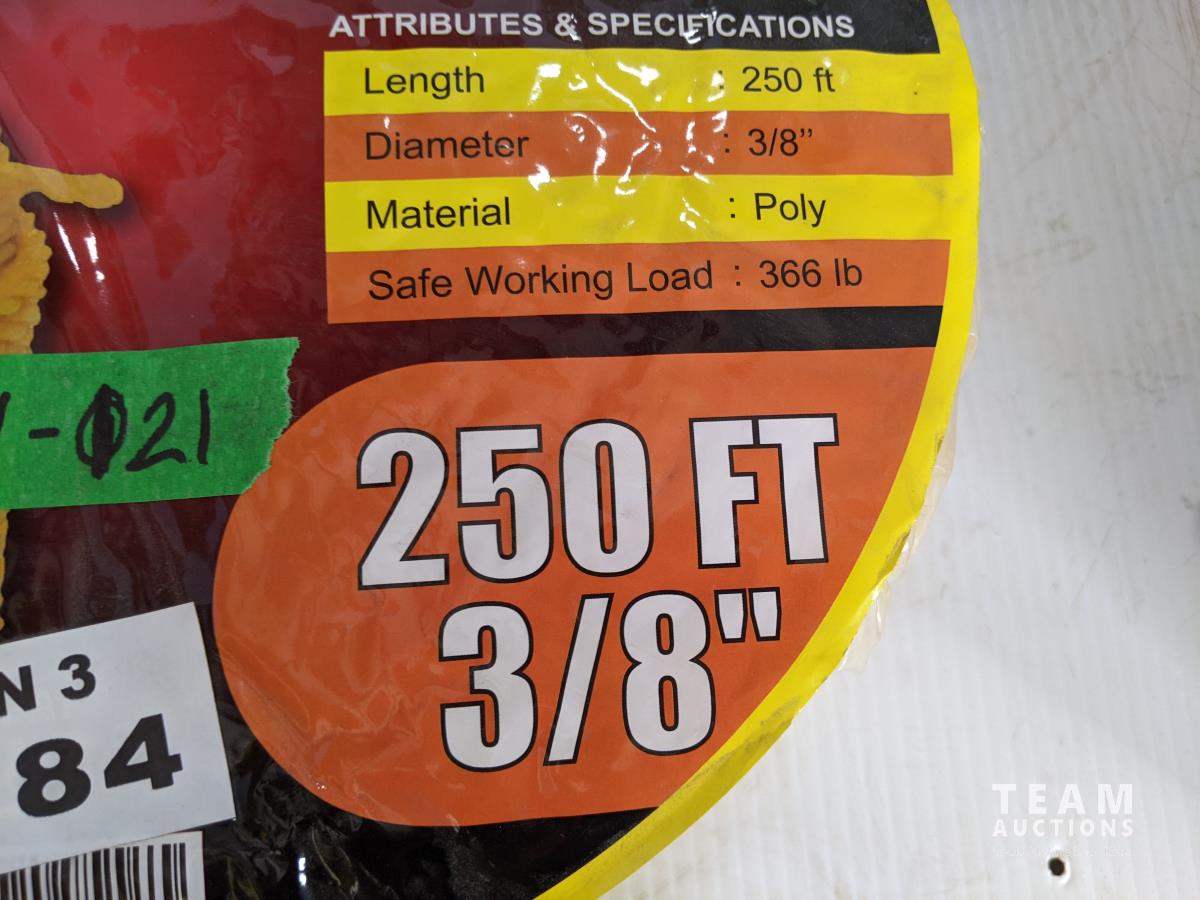 ATTRIBUTES & SPECIFICATIONS
Length : 250 ft
Diameter : 3/8”
Material : Poly
Safe Working Load : 366 lb
-021
250 FT
3/8"
N 3
84
TEAM
AUCTIONS